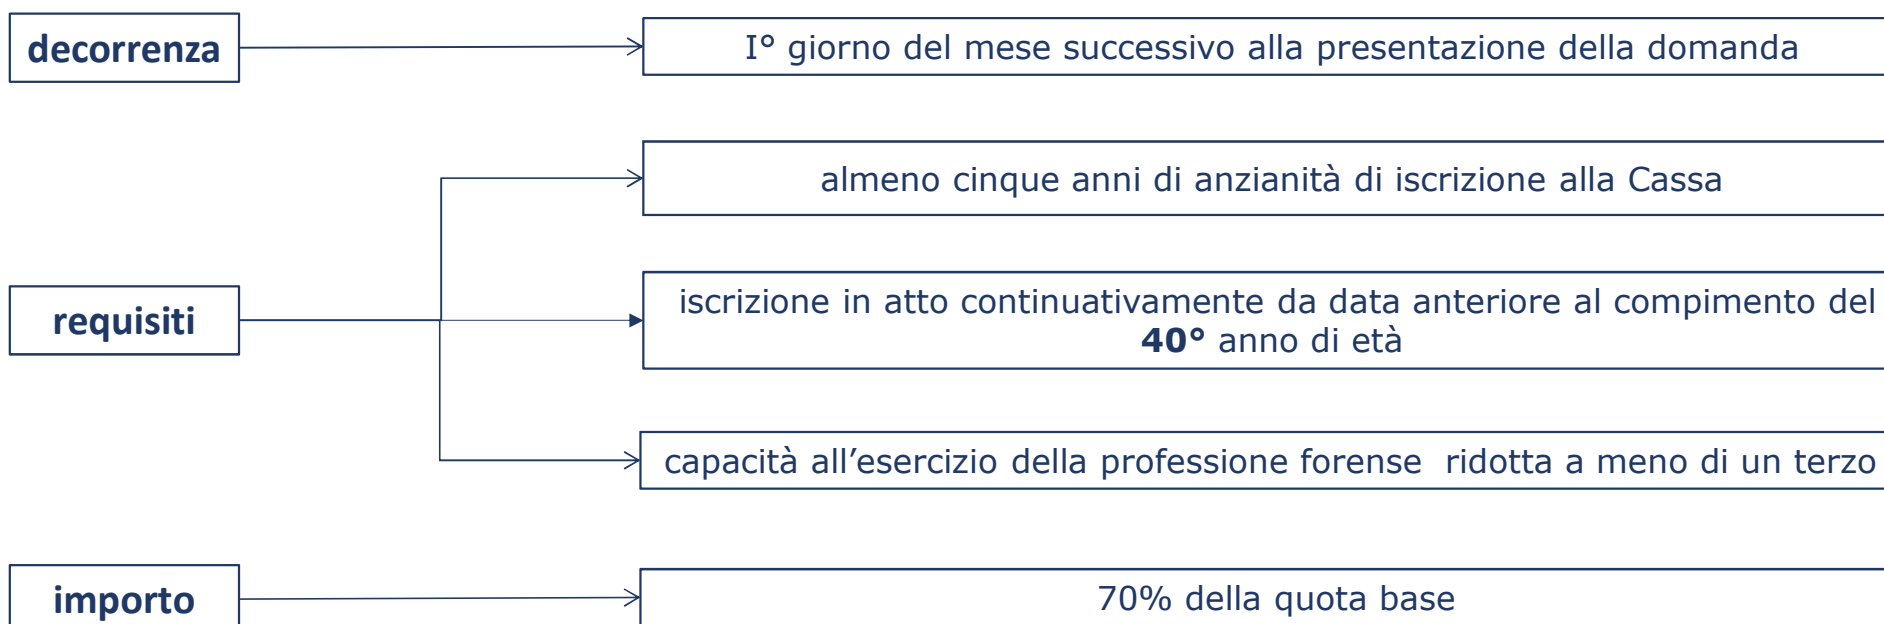 decorrenza
I° giorno del mese successivo alla presentazione della domanda
almeno cinque anni di anzianità di iscrizione alla Cassa
requisiti
iscrizione in atto continuativamente da data anteriore al compimento del
40° anno di età
capacità all’esercizio della professione forense  ridotta a meno di un terzo
importo
70% della quota base